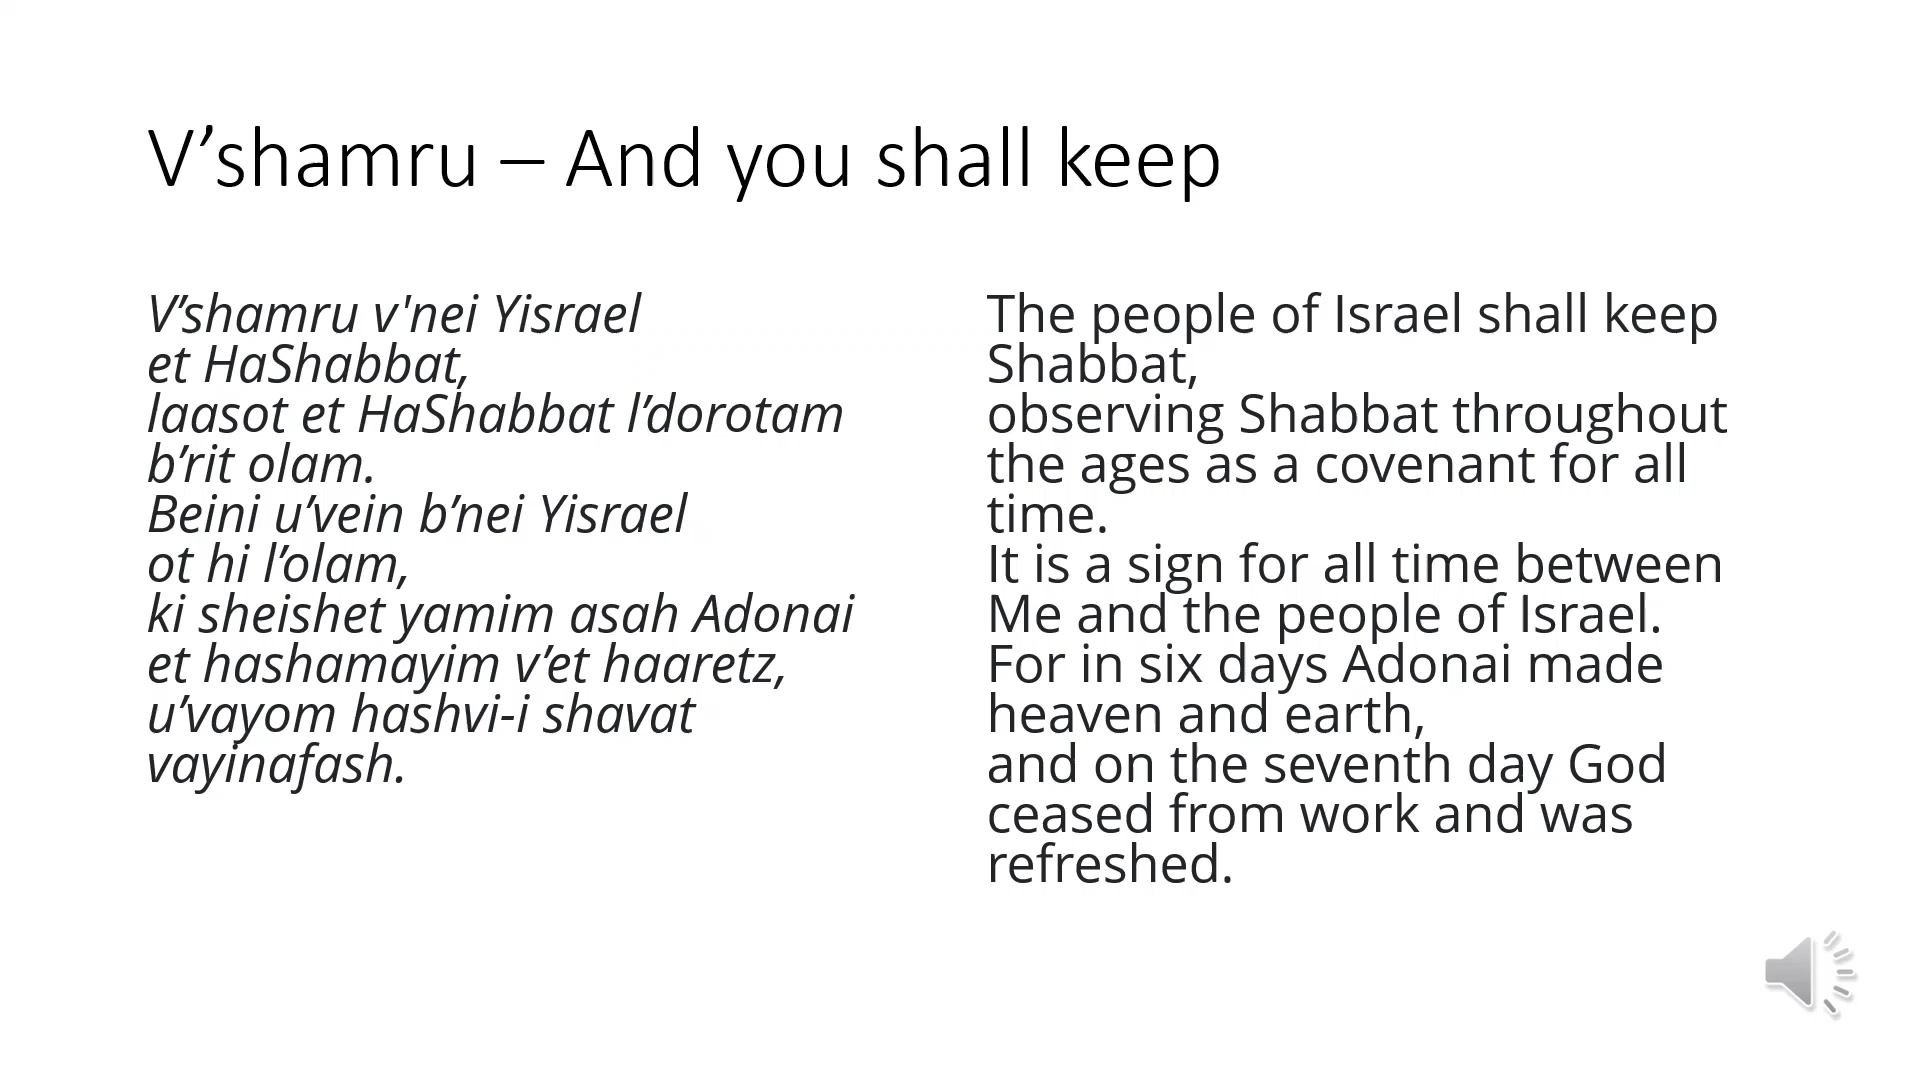 V’shamru – And you shall keep
V’shamru v'nei Yisrael
et HaShabbat,
laasot et HaShabbat l’dorotam
b’rit olam.
Beini u’vein b’nei Yisrael
ot hi l’olam,
ki sheishet yamim asah Adonai
et hashamayim v’et haaretz,
u’vayom hashvi-i shavat
vayinafash.
The people of Israel shall keep
Shabbat,
observing Shabbat throughout
the ages as a covenant for all
time.
It is a sign for all time between
Me and the people of Israel.
For in six days Adonai made
heaven and earth,
and on the seventh day God
ceased from work and was
refreshed.